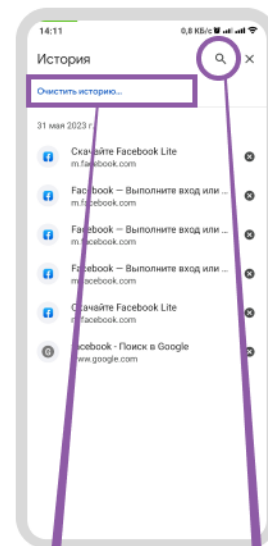 14:11 0,8 КБ/с
История
Очистить историю...
31 мая 2023 г.
Скачайте Facebook Lite
m.facebook.com
Facebook — Выполните вход или ...
m.facebook.com
Facebook — Выполните вход или ...
m.facebook.com
Facebook — Выполните вход или ...
m.facebook.com
Скачайте Facebook Lite
m.facebook.com
G facebook - Поиск в Google
www.google.com